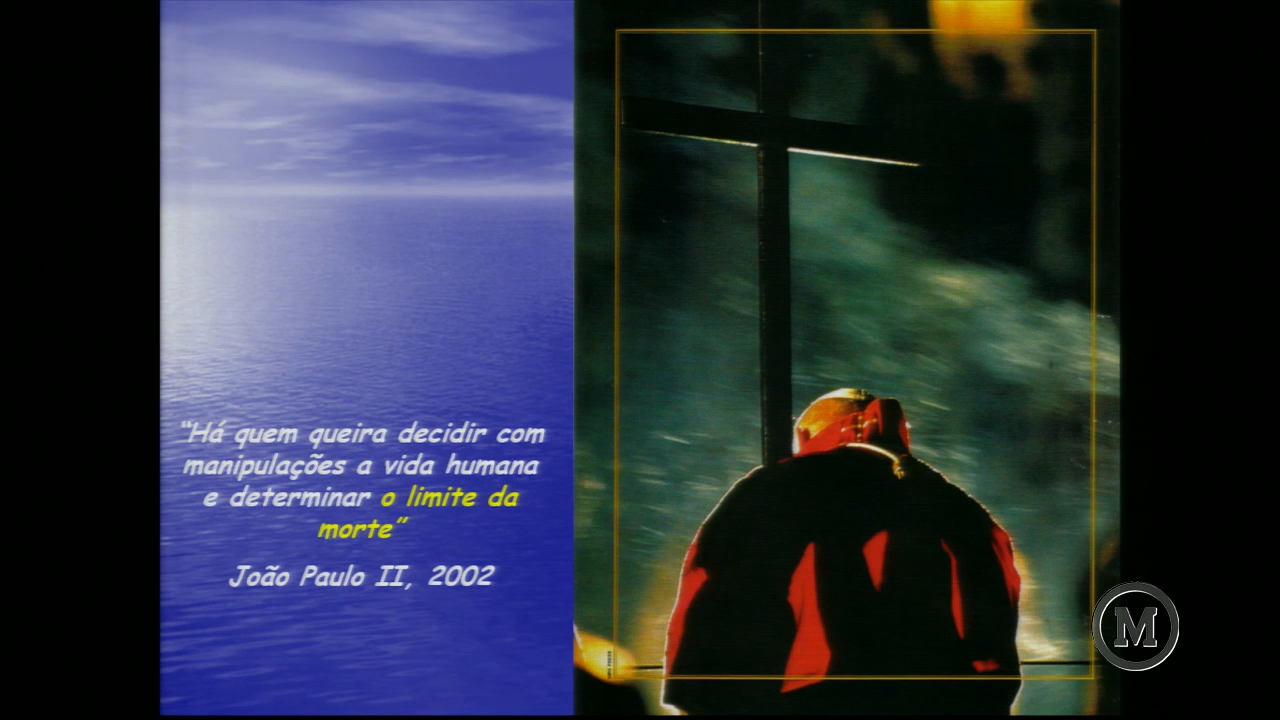 “Há quem queira decidir com
manipulações a vida humana
e determinar o limite da
morte”
João Paulo II, 2002
M